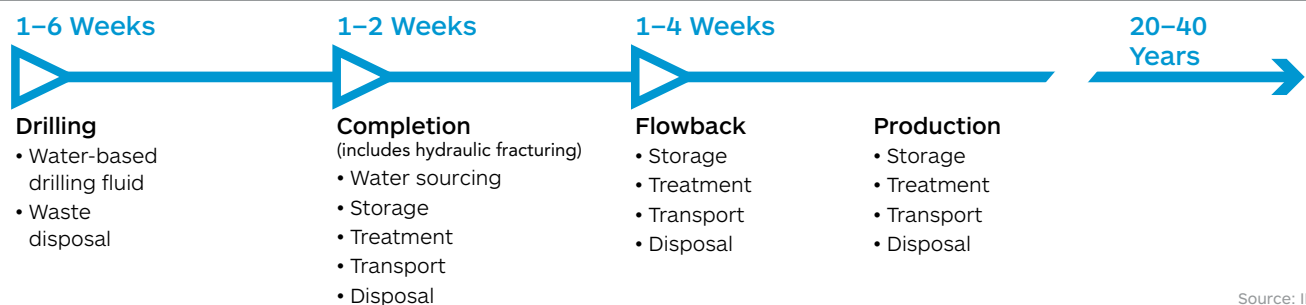 1–6 Weeks
1–2 Weeks
1–4 Weeks
20–40
Years
Drilling
• Water-based
drilling fluid
• Waste
disposal
Completion
(includes hydraulic fracturing)
• Water sourcing
• Storage
• Treatment
• Transport
• Disposal
Flowback
• Storage
• Treatment
• Transport
• Disposal
Production
• Storage
• Treatment
• Transport
• Disposal
Source: